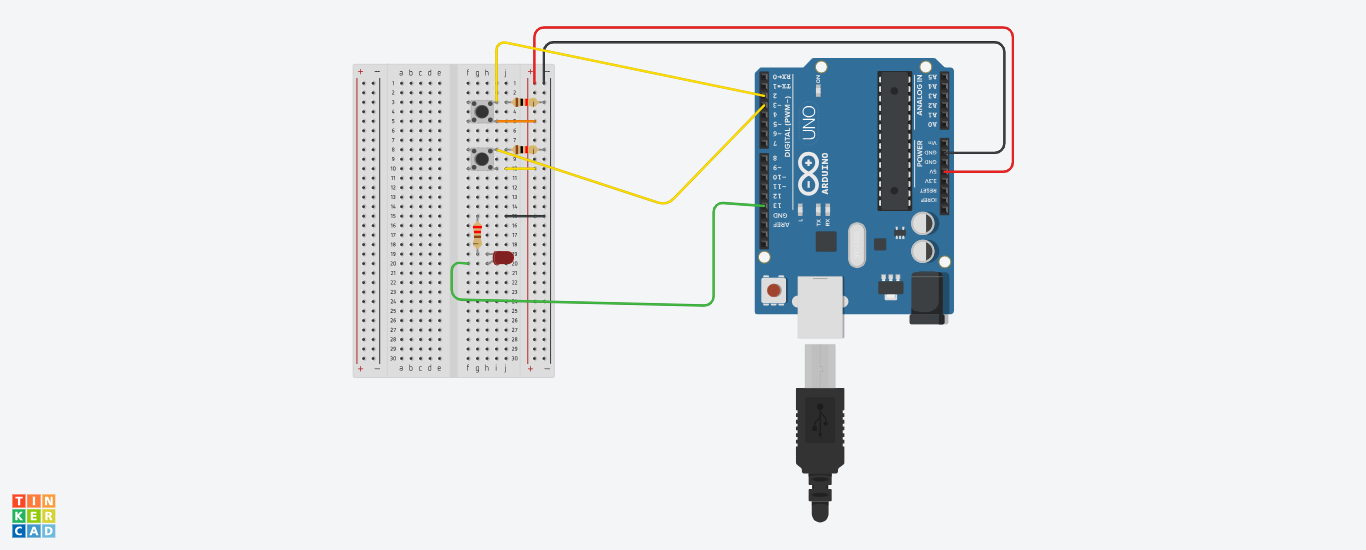 + − a b c d e f g h i j + −
1 1
2 2
3 3
4 4
5 5
6 6
7 7
8 8
9
10
11 11
12 12
13 13
14 14
15
16 16
17 17
18 18
19 19
20 20
21 21
22 22
23 23
24 24
25 25
26 26
27 27
28 28
29 29
30 30
+ − a b c d e f g h i j + −
RX←0
TX→1
2
~3
4
~5
~6
7
8
~9
~10
~11
12
13
GND
AREF
DIGITAL (PWM~)
ON
UNO
ARDUINO
L
TX
RX
ANALOG IN
A5
A4
A3
A2
A1
A0
POWER
Vin
GND
GND
5V
3.3V
RESET
IOREF
TIN
KER
CAD